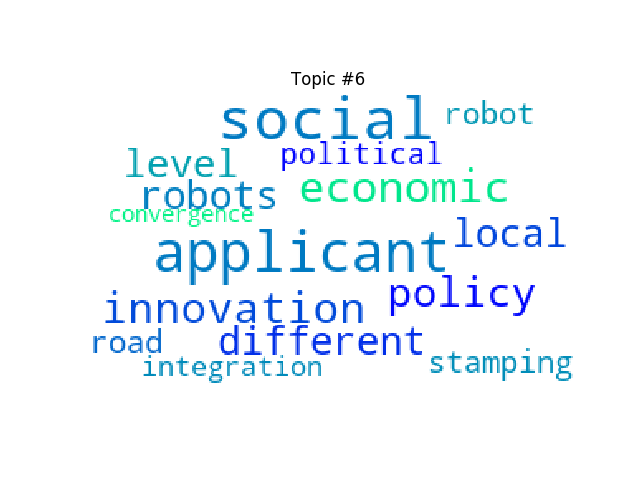 Topic #6
social robot
political
level
robots economic
convergence
applicant local
innovation policy
road different
integration stamping